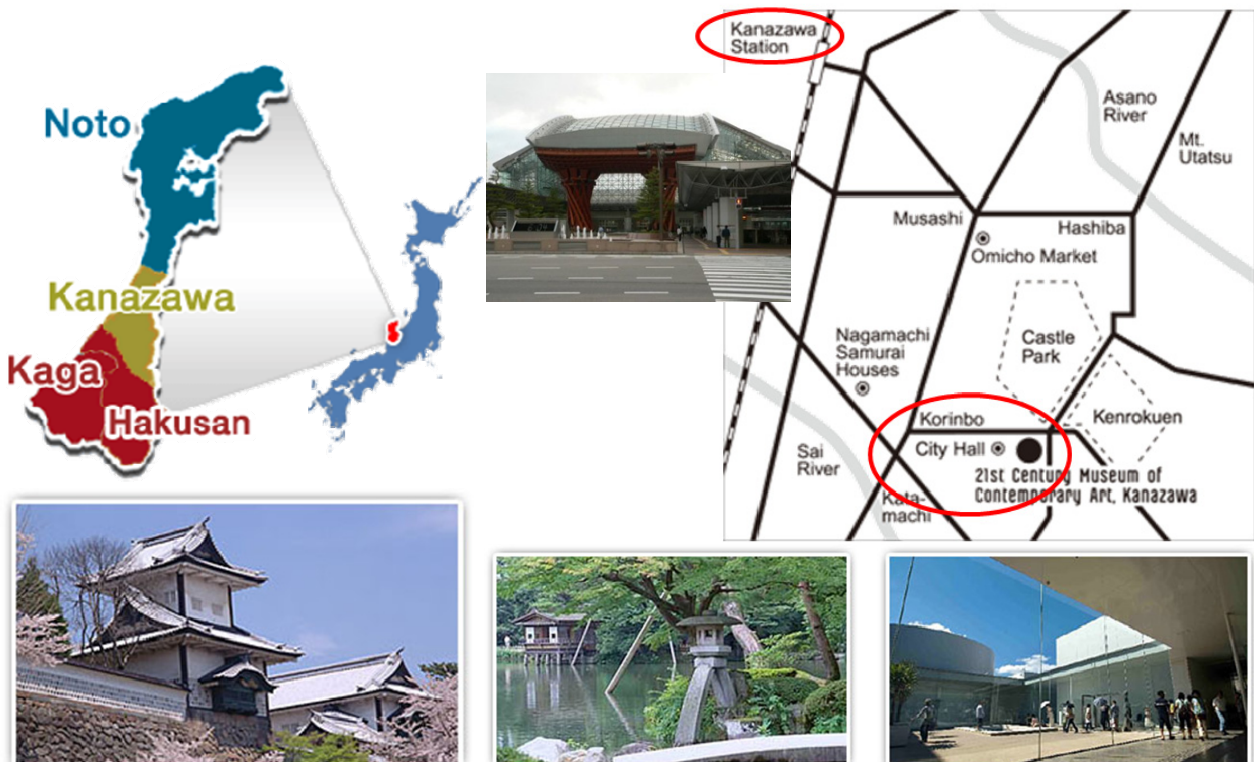 Noto
Kanazawa
Kaga
Hakusan
Kanazawa
Station
Asano
River
Mt.
Utatsu
Musashi
Hashiba
Omicho Market
Nagamachi
Samurai
Houses
Castle
Park
Kenrokuen
Korinbo
City Hall
Sai
River
21st Century Museum of
Contemporary Art, Kanazawa
Kata-
machi